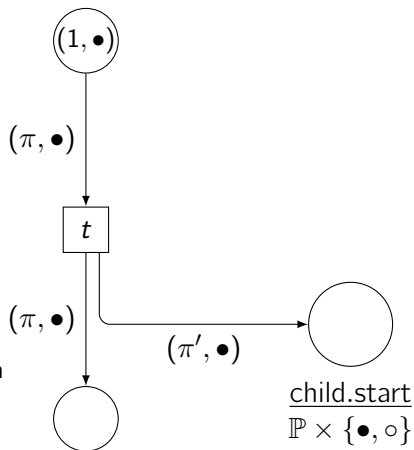 (1, •)
(π, •)
t
(π, •)
(π′, •)
child.start
ℙ × {•, ∘}